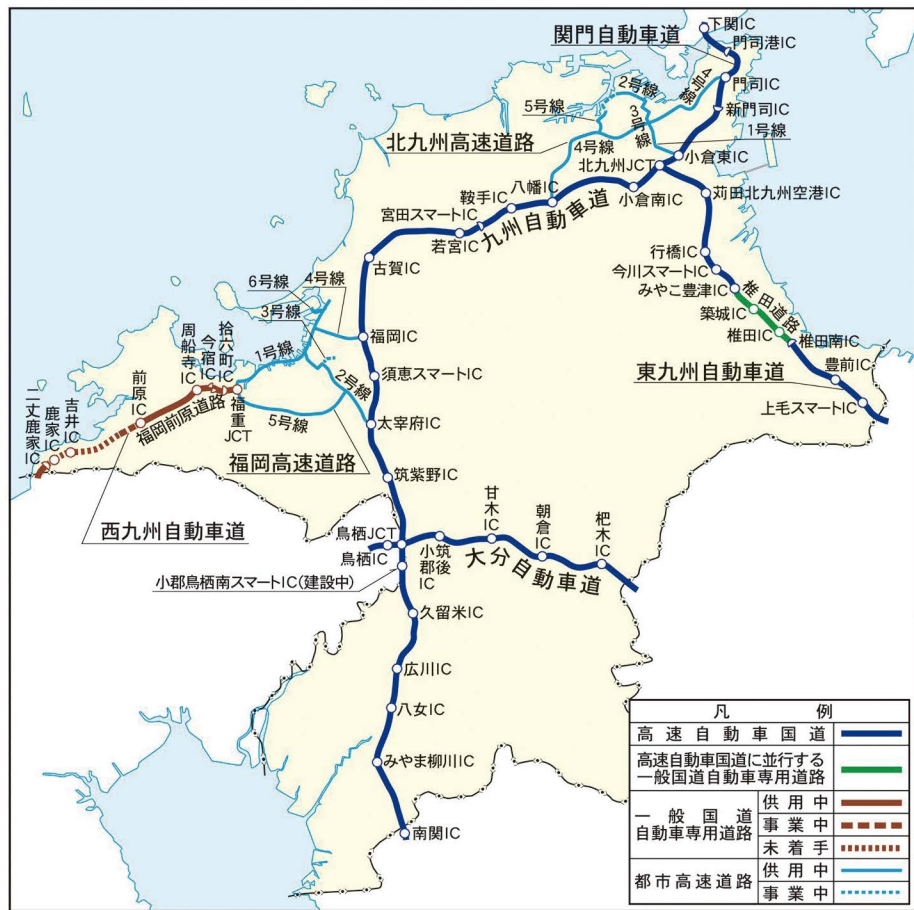 下関IC
関門自動車道
門司港IC
2号線
4号線
門司IC
5号線
3号線
新門司IC
北九州高速道路
4号線
1号線
北九州JCT
小倉東IC
八幡IC
鞍手IC
小倉南IC
苅田北九州空港IC
宮田スマートIC
九州自動車道
若宮IC
行橋IC
古賀IC
今川スマートIC
みやこ豊津IC
椎田道路
6号線
4号線
3号線
築城IC
椎田IC
椎田南IC
福岡IC
1号線
拾六町IC
今宿IC
周船寺IC
須恵スマートIC
東九州自動車道
豊前IC
前原IC
2号線
上毛スマートIC
吉井IC
鹿家IC
二丈鹿家IC
福岡前原道路
福重JCT
5号線
太宰府IC
福岡高速道路
筑紫野IC
西九州自動車道
甘木IC
朝倉IC
杷木IC
鳥栖JCT
鳥栖IC
筑後小郡IC
大分自動車道
小郡鳥栖南スマートIC(建設中)
久留米IC
広川IC
八女IC
みやま柳川IC
南関IC
凡例
高速自動車国道
高速自動車国道に並行する
一般国道自動車専用道路
一般国道
自動車専用道路
供用中
事業中
未着手
都市高速道路
供用中
事業中